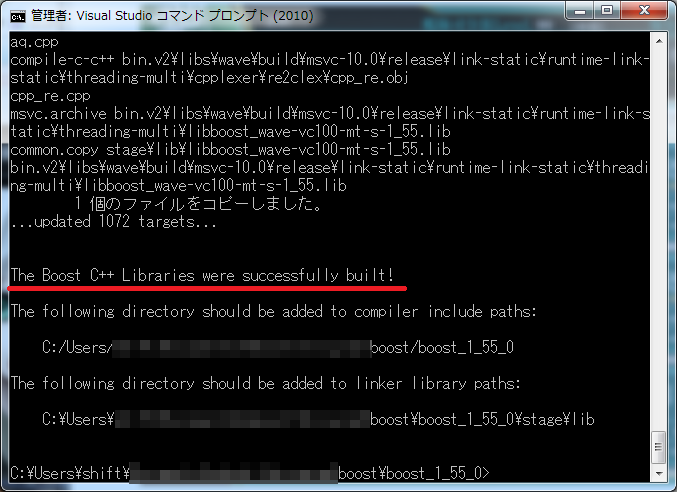 管理者: Visual Studio コマンド プロンプト (2010)
aq.cpp
compile-c-c++ bin.v2¥libs¥wave¥build¥msvc-10.0¥release¥link-static¥runtime-link-
static¥threading-multi¥cpplexer¥re2clex¥cpp_re.obj
cpp_re.cpp
msvc.archive bin.v2¥libs¥wave¥build¥msvc-10.0¥release¥link-static¥runtime-link-s
tatic¥threading-multi¥libboost_wave-vc100-mt-s-1_55.lib
common.copy stage¥lib¥libboost_wave-vc100-mt-s-1_55.lib
bin.v2¥libs¥wave¥build¥msvc-10.0¥release¥link-static¥runtime-link-static¥threadi
ng-multi¥libboost_wave-vc100-mt-s-1_55.lib
1 個のファイルをコピーしました。
...updated 1072 targets...
The Boost C++ Libraries were successfully built!
The following directory should be added to compiler include paths:
C:/Users/ boost/boost_1_55_0
The following directory should be added to linker library paths:
C:¥Users¥ boost¥boost_1_55_0¥stage¥lib
C:¥Users¥shift¥ boost¥boost_1_55_0>